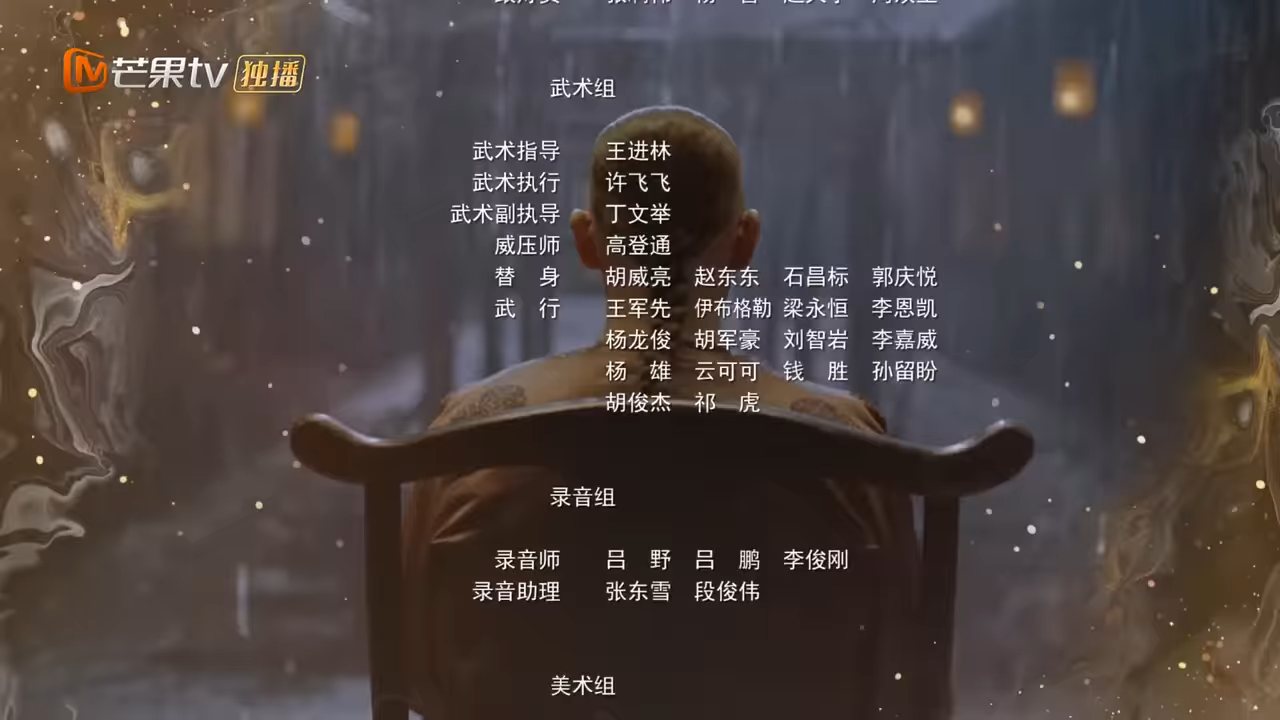 芒果tv 独播
武术组
武术指导 王进林
武术执行 许飞飞
武术副执导 丁文举
威压师 高登通
替 身 胡威亮 赵东东 石昌标 郭庆悦
武 行 王军先 伊布格勒 梁永恒 李恩凯
杨龙俊 胡军豪 刘智岩 李嘉威
杨 雄 云可可 钱 胜 孙留盼
胡俊杰 祁 虎
录音组
录音师 吕 野 吕 鹏 李俊刚
录音助理 张东雪 段俊伟
美术组